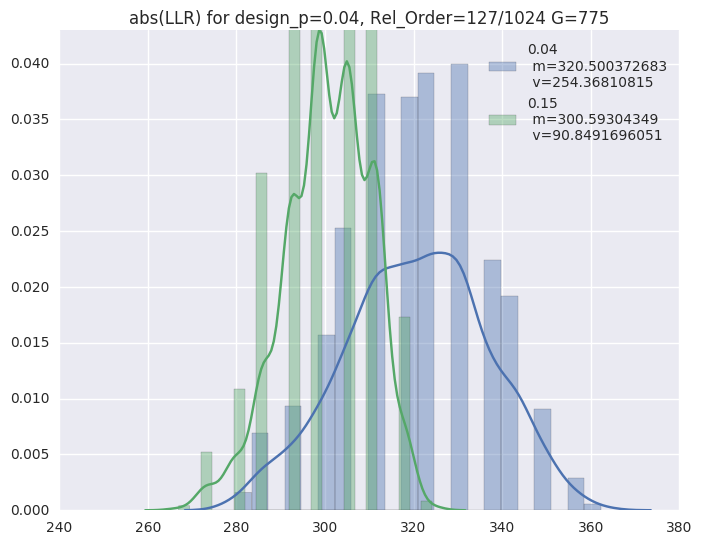 abs(LLR) for design_p=0.04, Rel_Order=127/1024 G=775
0.040
0.035
0.030
0.025
0.020
0.015
0.010
0.005
0.000
240 260 280 300 320 340 360 380
0.04
m=320.500372683
v=254.36810815
0.15
m=300.59304349
v=90.8491696051